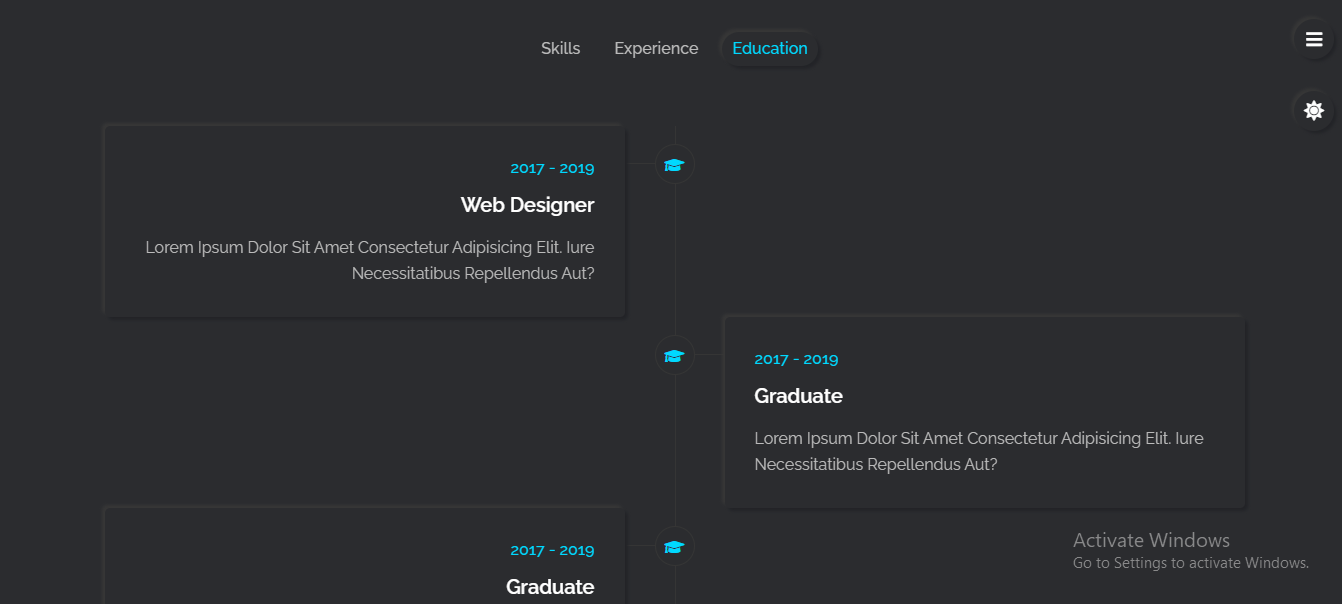 Skills
Experience
Education
2017 - 2019
Web Designer
Lorem Ipsum Dolor Sit Amet Consectetur Adipisicing Elit. Iure
Necessitatibus Repellendus Aut?
2017 - 2019
Graduate
Lorem Ipsum Dolor Sit Amet Consectetur Adipisicing Elit. Iure
Necessitatibus Repellendus Aut?
2017 - 2019
Graduate
Activate Windows
Go to Settings to activate Windows.